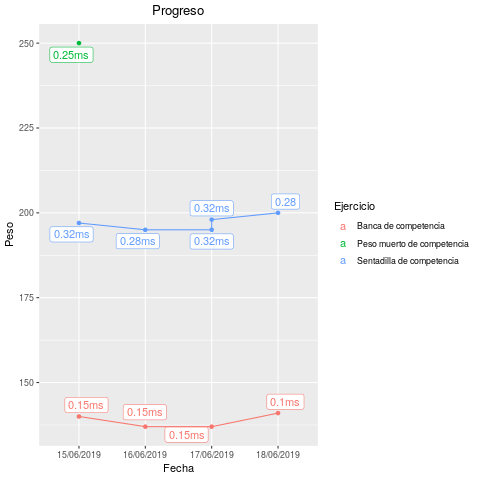 Progreso
250
0.25ms
225
0.32ms
0.28
200
0.32ms
0.28ms
0.32ms
175
150
0.15ms
0.15ms
0.15ms
0.1ms
Peso
15/06/2019
16/06/2019
17/06/2019
18/06/2019
Fecha
Ejercicio
a Banca de competencia
a Peso muerto de competencia
a Sentadilla de competencia